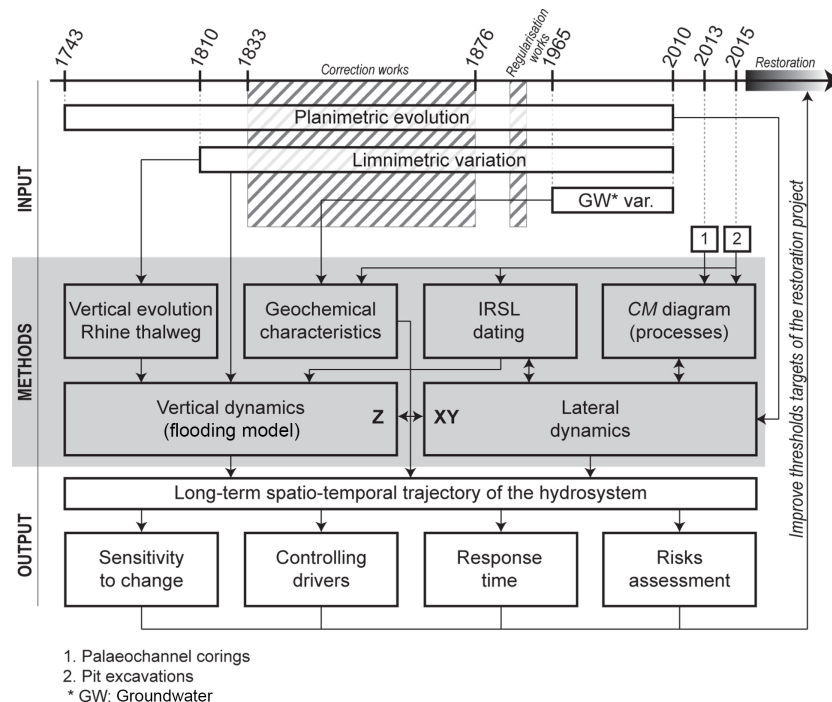 1743
1810
1833
1876
1965
2010
2013
2015
Correction works
Regularisation
works
Restoration
INPUT
Planimetric evolution
Limnimetric variation
GW* var.
1
2
METHODS
Vertical evolution
Rhine thalweg
Geochemical
characteristics
IRSL
dating
CM diagram
(processes)
Vertical dynamics
(flooding model)
Z
XY
Lateral
dynamics
OUTPUT
Long-term spatio-temporal trajectory of the hydrosystem
Sensitivity
to change
Controlling
drivers
Response
time
Risks
assessment
Improve thresholds targets of the restoration project
1. Palaeochannel corings
2. Pit excavations
* GW: Groundwater